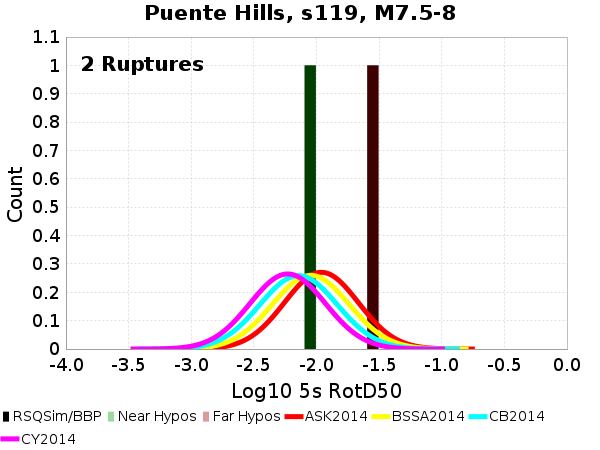 Puente Hills, s119, M7.5-8
2 Ruptures
1.1
1
0.9
0.8
0.7
0.6
0.5
0.4
0.3
0.2
0.1
0
Count
-4.0 -3.5 -3.0 -2.5 -2.0 -1.5 -1.0 -0.5 0.0
Log10 5s RotD50
RSQSim/BBP Near Hypos Far Hypos ASK2014 BSSA2014 CB2014
CY2014